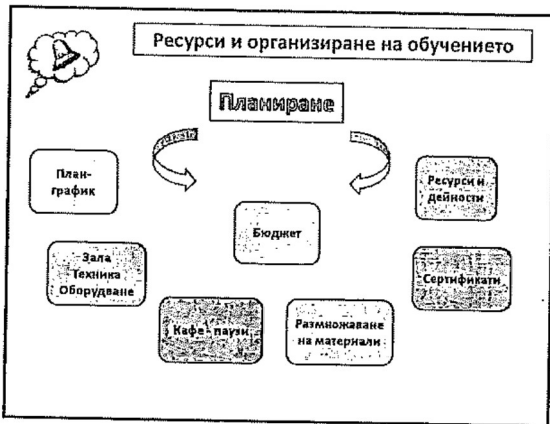 Ресурси и организиране на обучението
Планиране
План-
график
Ресурси и
дейности
Бюджет
Зала
Техника
Оборудване
Сертификати
Кафе - паузи
Размножаване
на материали